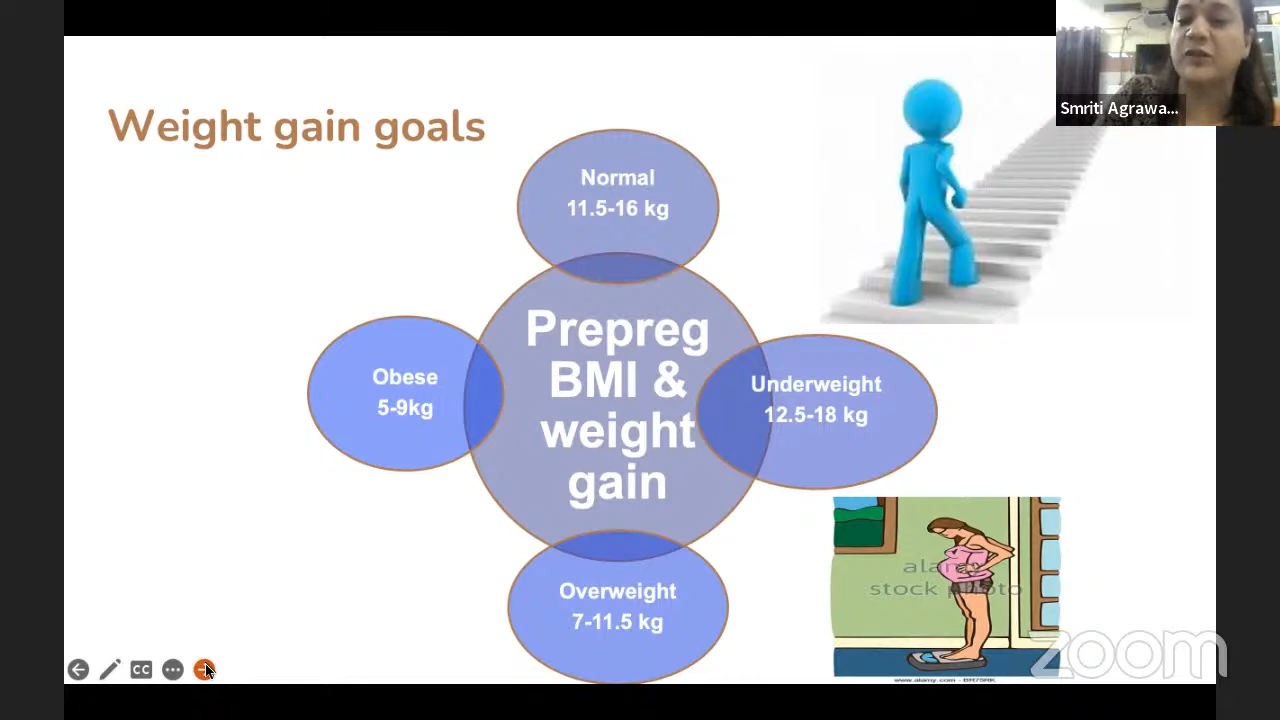 Smriti Agrawa...
Weight gain goals
Normal
11.5-16 kg
Prepreg
BMI &
weight
gain
Obese
5-9kg
Underweight
12.5-18 kg
Overweight
7-11.5 kg
alamy
stock photo
www.alamy.com - BR75RK
CC
zoom